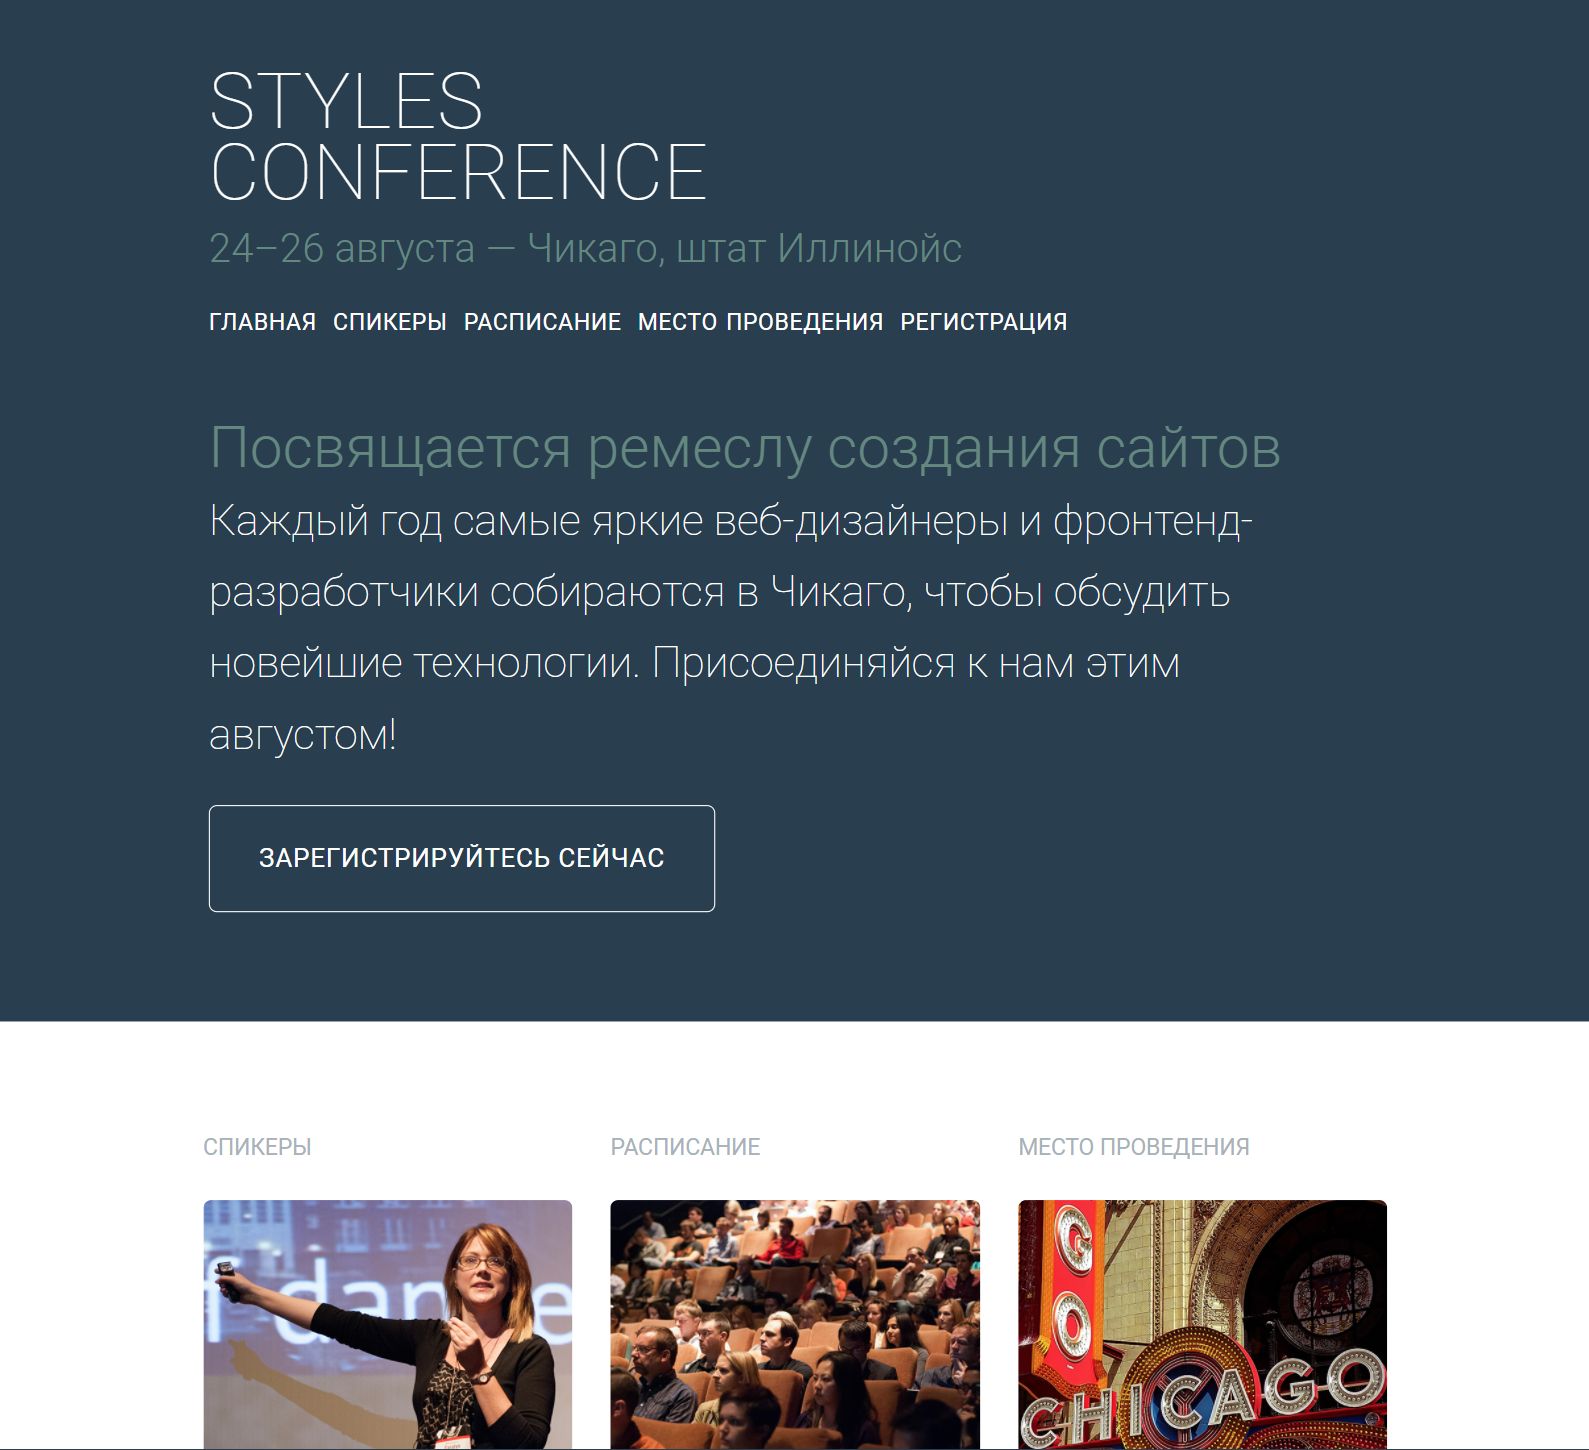 STYLES
CONFERENCE
24–26 августа — Чикаго, штат Иллинойс
ГЛАВНАЯ СПИКЕРЫ РАСПИСАНИЕ МЕСТО ПРОВЕДЕНИЯ РЕГИСТРАЦИЯ
Посвящается ремеслу создания сайтов
Каждый год самые яркие веб-дизайнеры и фронтенд-
разработчики собираются в Чикаго, чтобы обсудить
новейшие технологии. Присоединяйся к нам этим
августом!
ЗАРЕГИСТРИРУЙТЕСЬ СЕЙЧАС
СПИКЕРЫ РАСПИСАНИЕ МЕСТО ПРОВЕДЕНИЯ
GO
CHICAGO